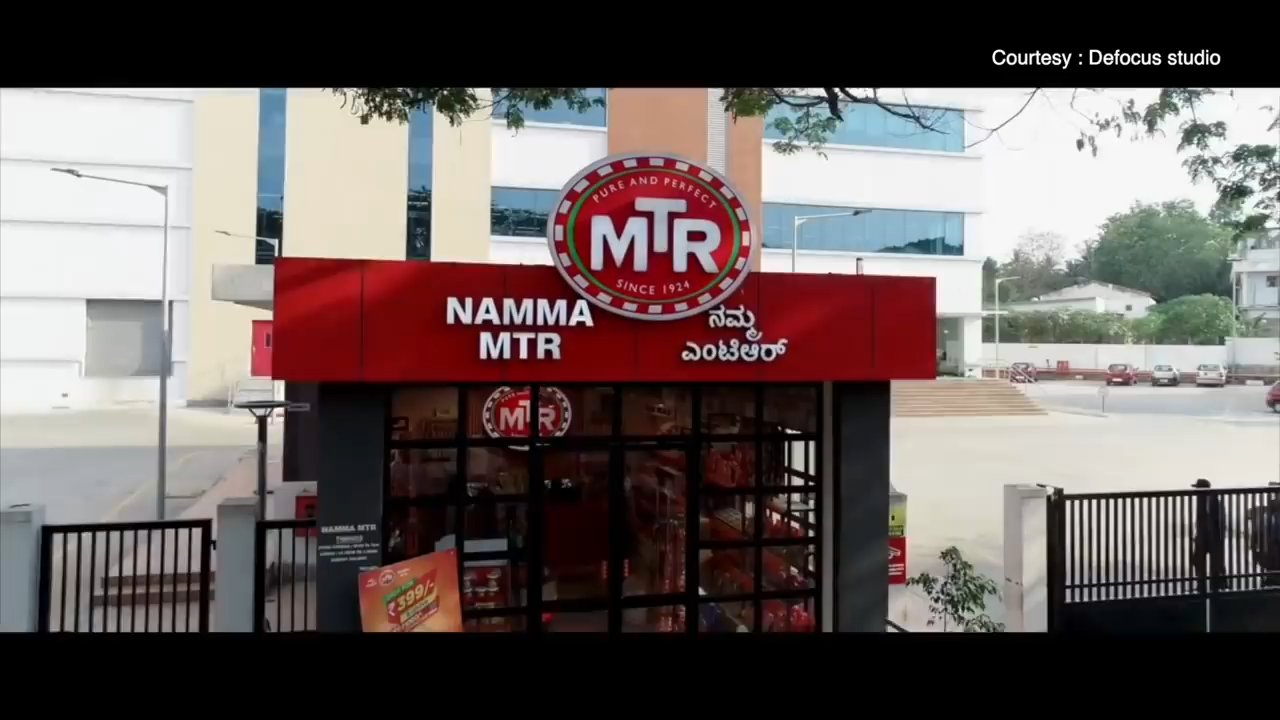 Courtesy : Defocus studio
PURE AND PERFECT
MTR
SINCE 1924
NAMMA
MTR
ನಮ್ಮ
ಎಂಟಿಆರ್
MTR
NAMMA MTR
399/-